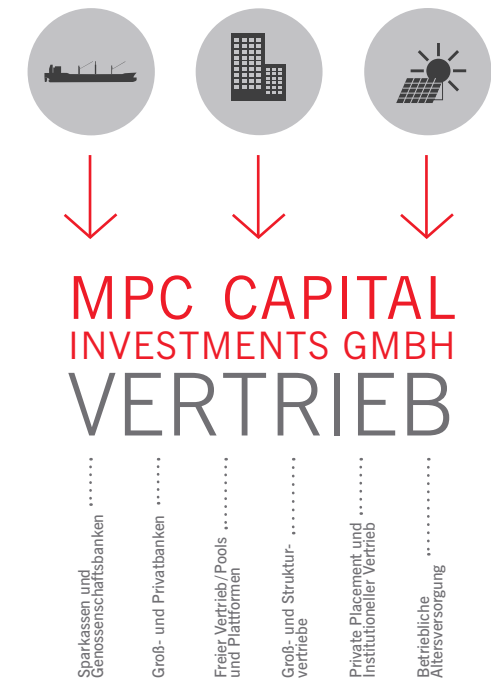 MPC CAPITAL
INVESTMENTS GMBH
VERTRIEB
Sparkassen und
Genossenschaftsbanken
Groß- und Privatbanken
Freier Vertrieb/Pools
und Plattformen
Groß- und Struktur-
vertriebe
Private Placement und
Institutioneller Vertrieb
Betriebliche
Altersversorgung